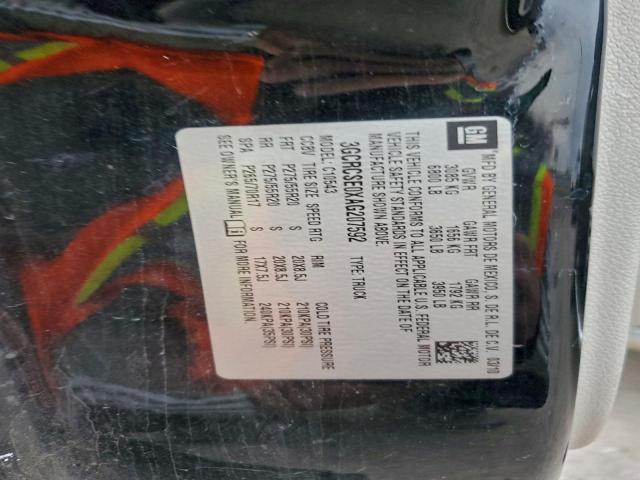 GM
MFD BY GENERAL MOTORS DE MEXICO, S. DE R.L. DE C.V. 03/10
GVWR GAWR FRT GAWR RR
3085 KG 1656 KG 1792 KG
6800 LB 3650 LB 3950 LB
THIS VEHICLE CONFORMS TO ALL APPLICABLE U.S. FEDERAL MOTOR
VEHICLE SAFETY STANDARDS IN EFFECT ON THE DATE OF
MANUFACTURE SHOWN ABOVE.
3GCRCSE0XAG207592 TYPE: TRUCK
MODEL: C10543
TIRE SIZE SPEED RTG RIM COLD TIRE PRESSURE
FRT P275/55R20 S 20X8.5J 210KPA(30PSI)
RR P275/55R20 S 20X8.5J 210KPA(30PSI)
SPA P265/70R17 S 17X7.5J 240KPA(35PSI)
SEE OWNER'S MANUAL FOR MORE INFORMATION.